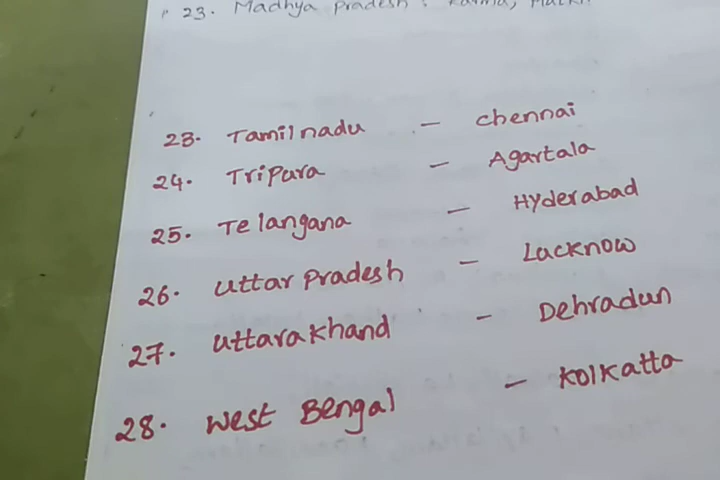 23. Madhya Pradesh :
23. Tamilnadu - Chennai
24. Tripura - Agartala
25. Telangana - Hyderabad
26. Uttar Pradesh - Lacknow
27. Uttarakhand - Dehradun
28. West Bengal - Kolkatta